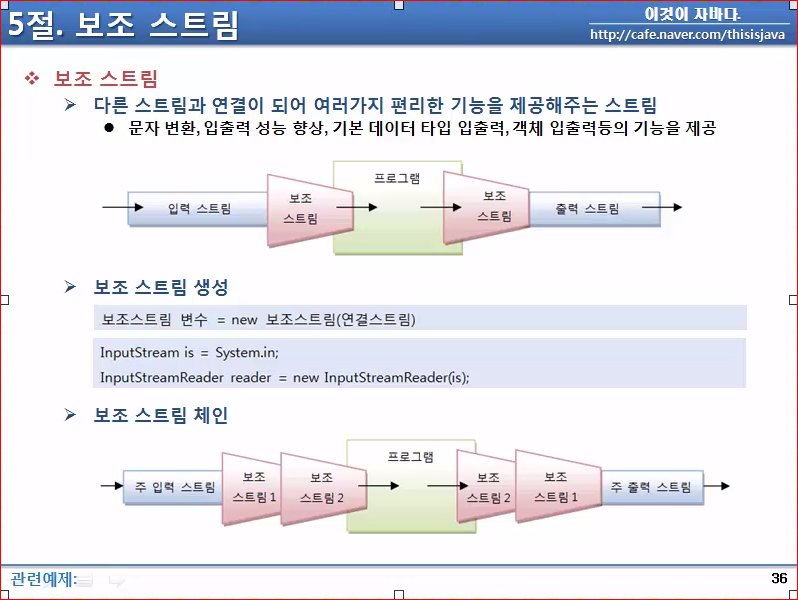 5절. 보조 스트림
이것이 자바다.
http://cafe.naver.com/thisisjava
❖ 보조 스트림
➢ 다른 스트림과 연결이 되어 여러가지 편리한 기능을 제공해주는 스트림
● 문자 변환, 입출력 성능 향상, 기본 데이터 타입 입출력, 객체 입출력등의 기능을 제공
프로그램
입력 스트림
보조
스트림
보조
스트림
출력 스트림
➢ 보조 스트림 생성
보조스트림 변수 = new 보조스트림(연결스트림)
InputStream is = System.in;
InputStreamReader reader = new InputStreamReader(is);
➢ 보조 스트림 체인
프로그램
주 입력 스트림
보조
스트림1
보조
스트림2
보조
스트림2
보조
스트림1
주 출력 스트림
관련예제:
36